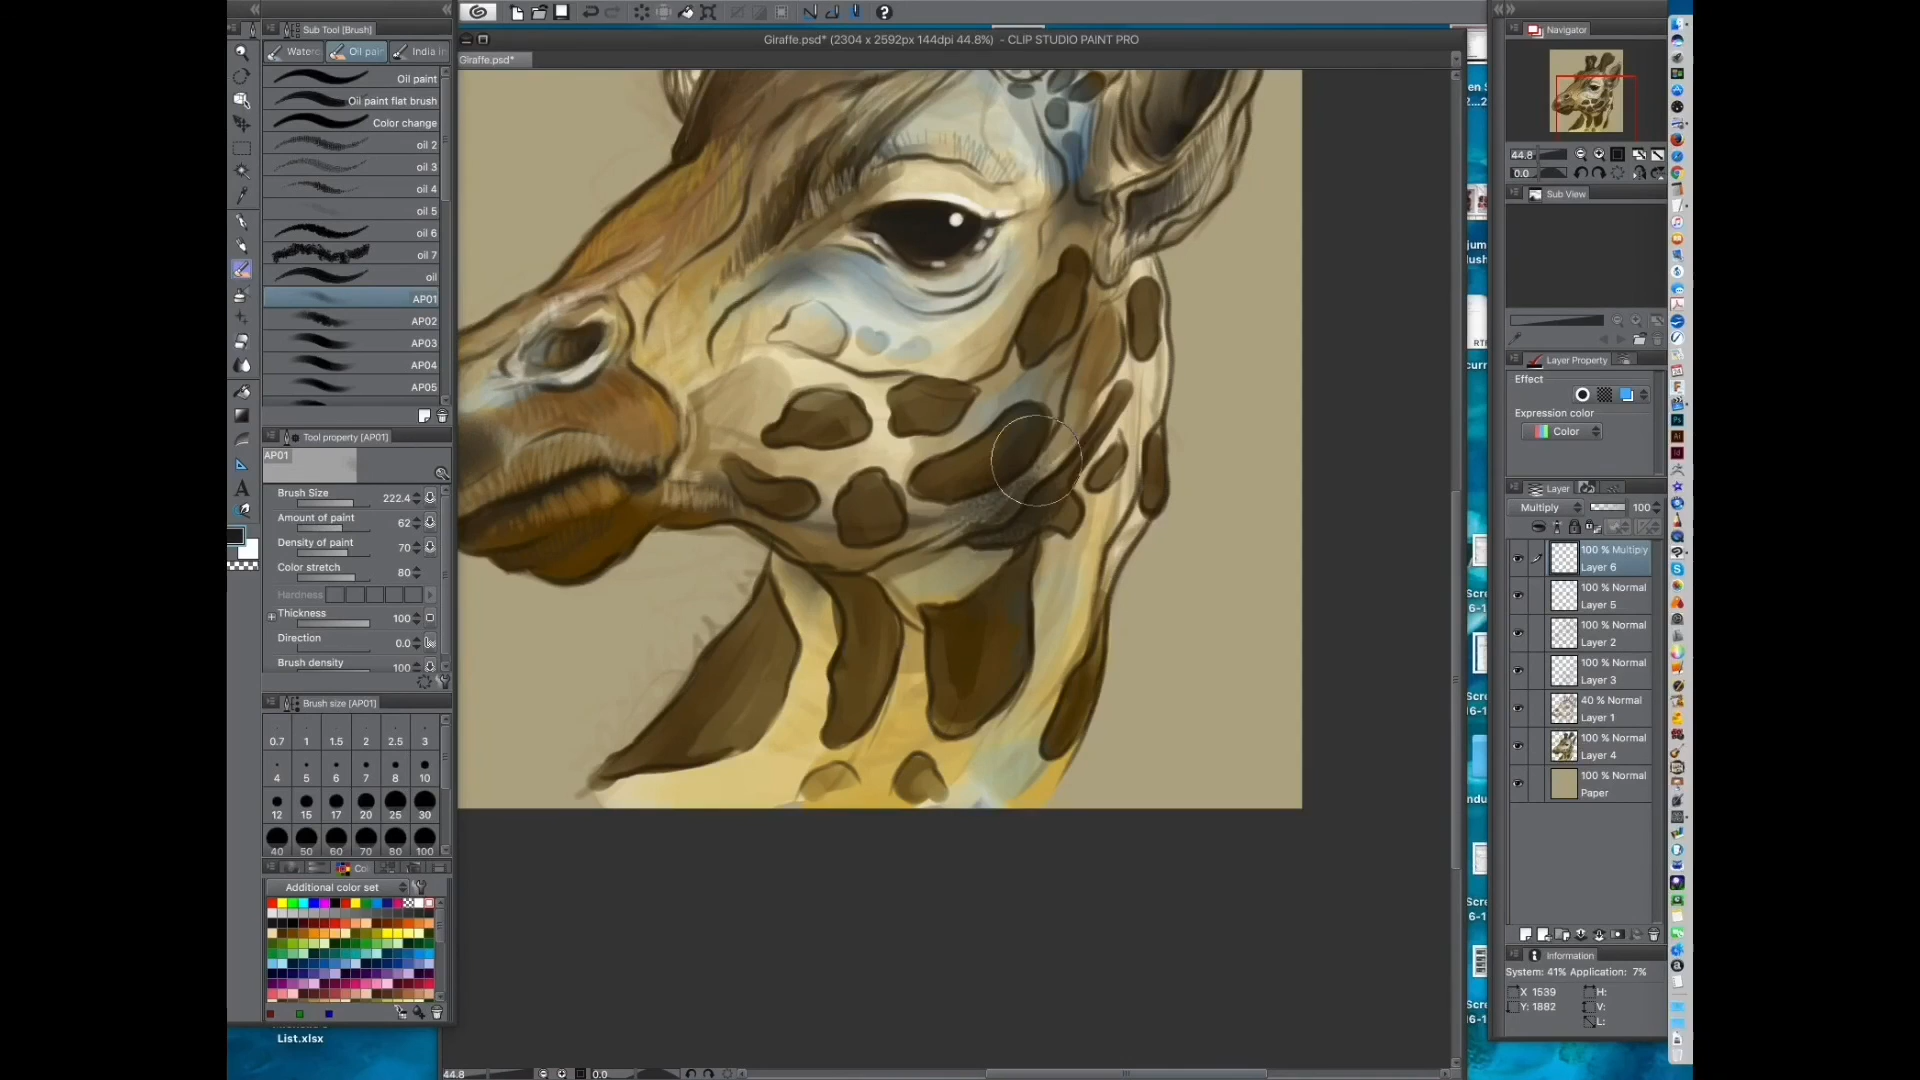 Sub Tool [Brush]
Waterc
Oil pain
India in
Oil paint
Oil paint flat brush
Color change
oil 2
oil 3
oil 4
oil 5
oil 6
oil 7
oil
AP01
AP02
AP03
AP04
AP05
Tool property [AP01]
AP01
Brush Size 222.4
Amount of paint 62
Density of paint 70
Color stretch 80
Hardness
Thickness 100
Direction 0.0
Brush density 100
Brush size [AP01]
0.7 1 1.5 2 2.5 3
4 5 6 7 8 10
12 15 17 20 25 30
40 50 60 70 80 100
Co
Additional color set
List.xlsx
Giraffe.psd* (2304 x 2592px 144dpi 44.8%) - CLIP STUDIO PAINT PRO
Giraffe.psd*
44.8 0.0
Navigator
44.8
0.0
Sub View
Layer Property
Effect
Expression color
Color
Layer
Multiply 100
100 % Multiply
Layer 6
100 % Normal
Layer 5
100 % Normal
Layer 2
100 % Normal
Layer 3
40 % Normal
Layer 1
100 % Normal
Layer 4
100 % Normal
Paper
Information
System: 41% Application: 7%
X 1539 H:
Y: 1882 V:
L: